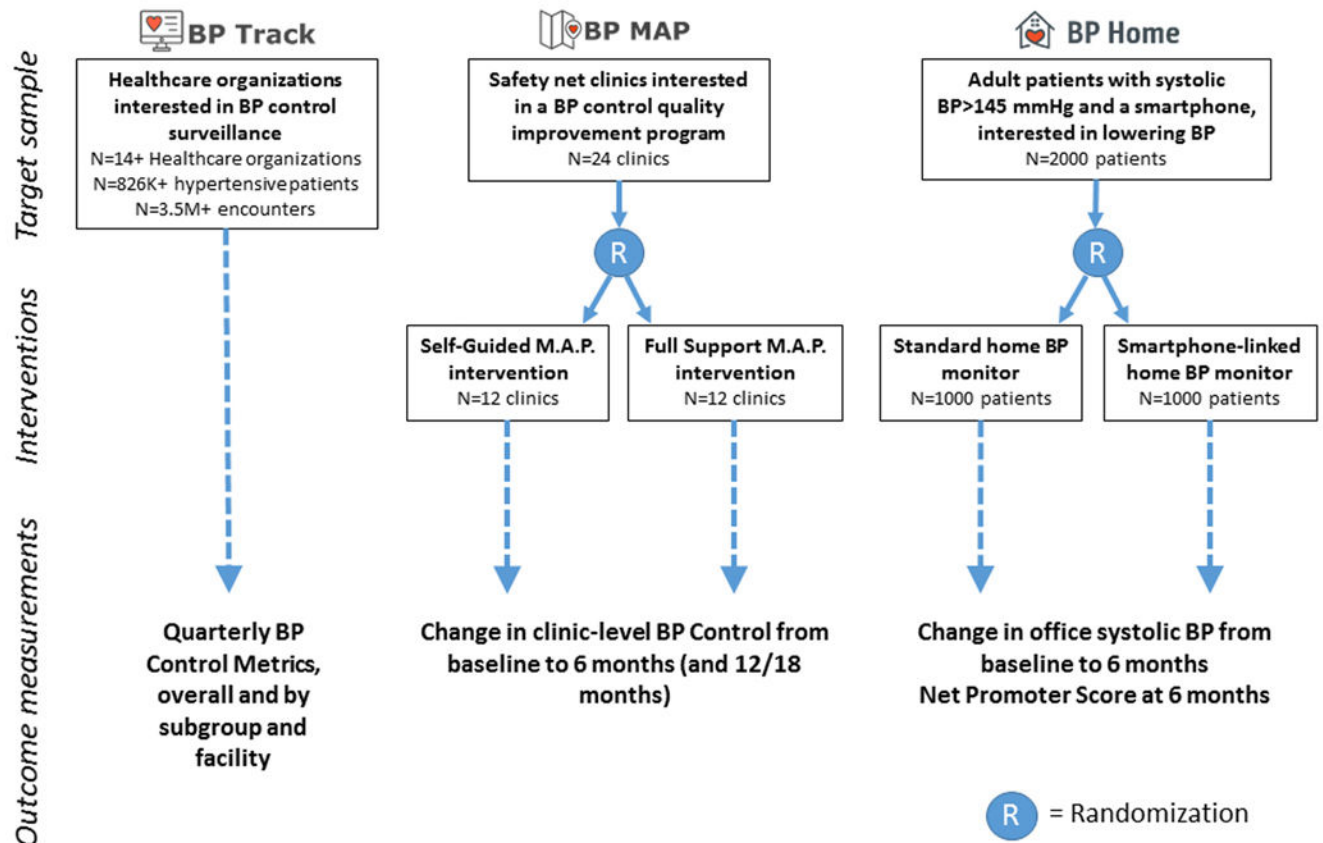 BP Track
BP MAP
BP Home
Target sample
Healthcare organizations
interested in BP control
surveillance
N=14+ Healthcare organizations
N=826K+ hypertensive patients
N=3.5M+ encounters
Safety net clinics interested
in a BP control quality
improvement program
N=24 clinics
Adult patients with systolic
BP>145 mmHg and a smartphone,
interested in lowering BP
N=2000 patients
R
R
Interventions
Self-Guided M.A.P.
intervention
N=12 clinics
Full Support M.A.P.
intervention
N=12 clinics
Standard home BP
monitor
N=1000 patients
Smartphone-linked
home BP monitor
N=1000 patients
Outcome measurements
Quarterly BP
Control Metrics,
overall and by
subgroup and
facility
Change in clinic-level BP Control from
baseline to 6 months (and 12/18
months)
Change in office systolic BP from
baseline to 6 months
Net Promoter Score at 6 months
R = Randomization